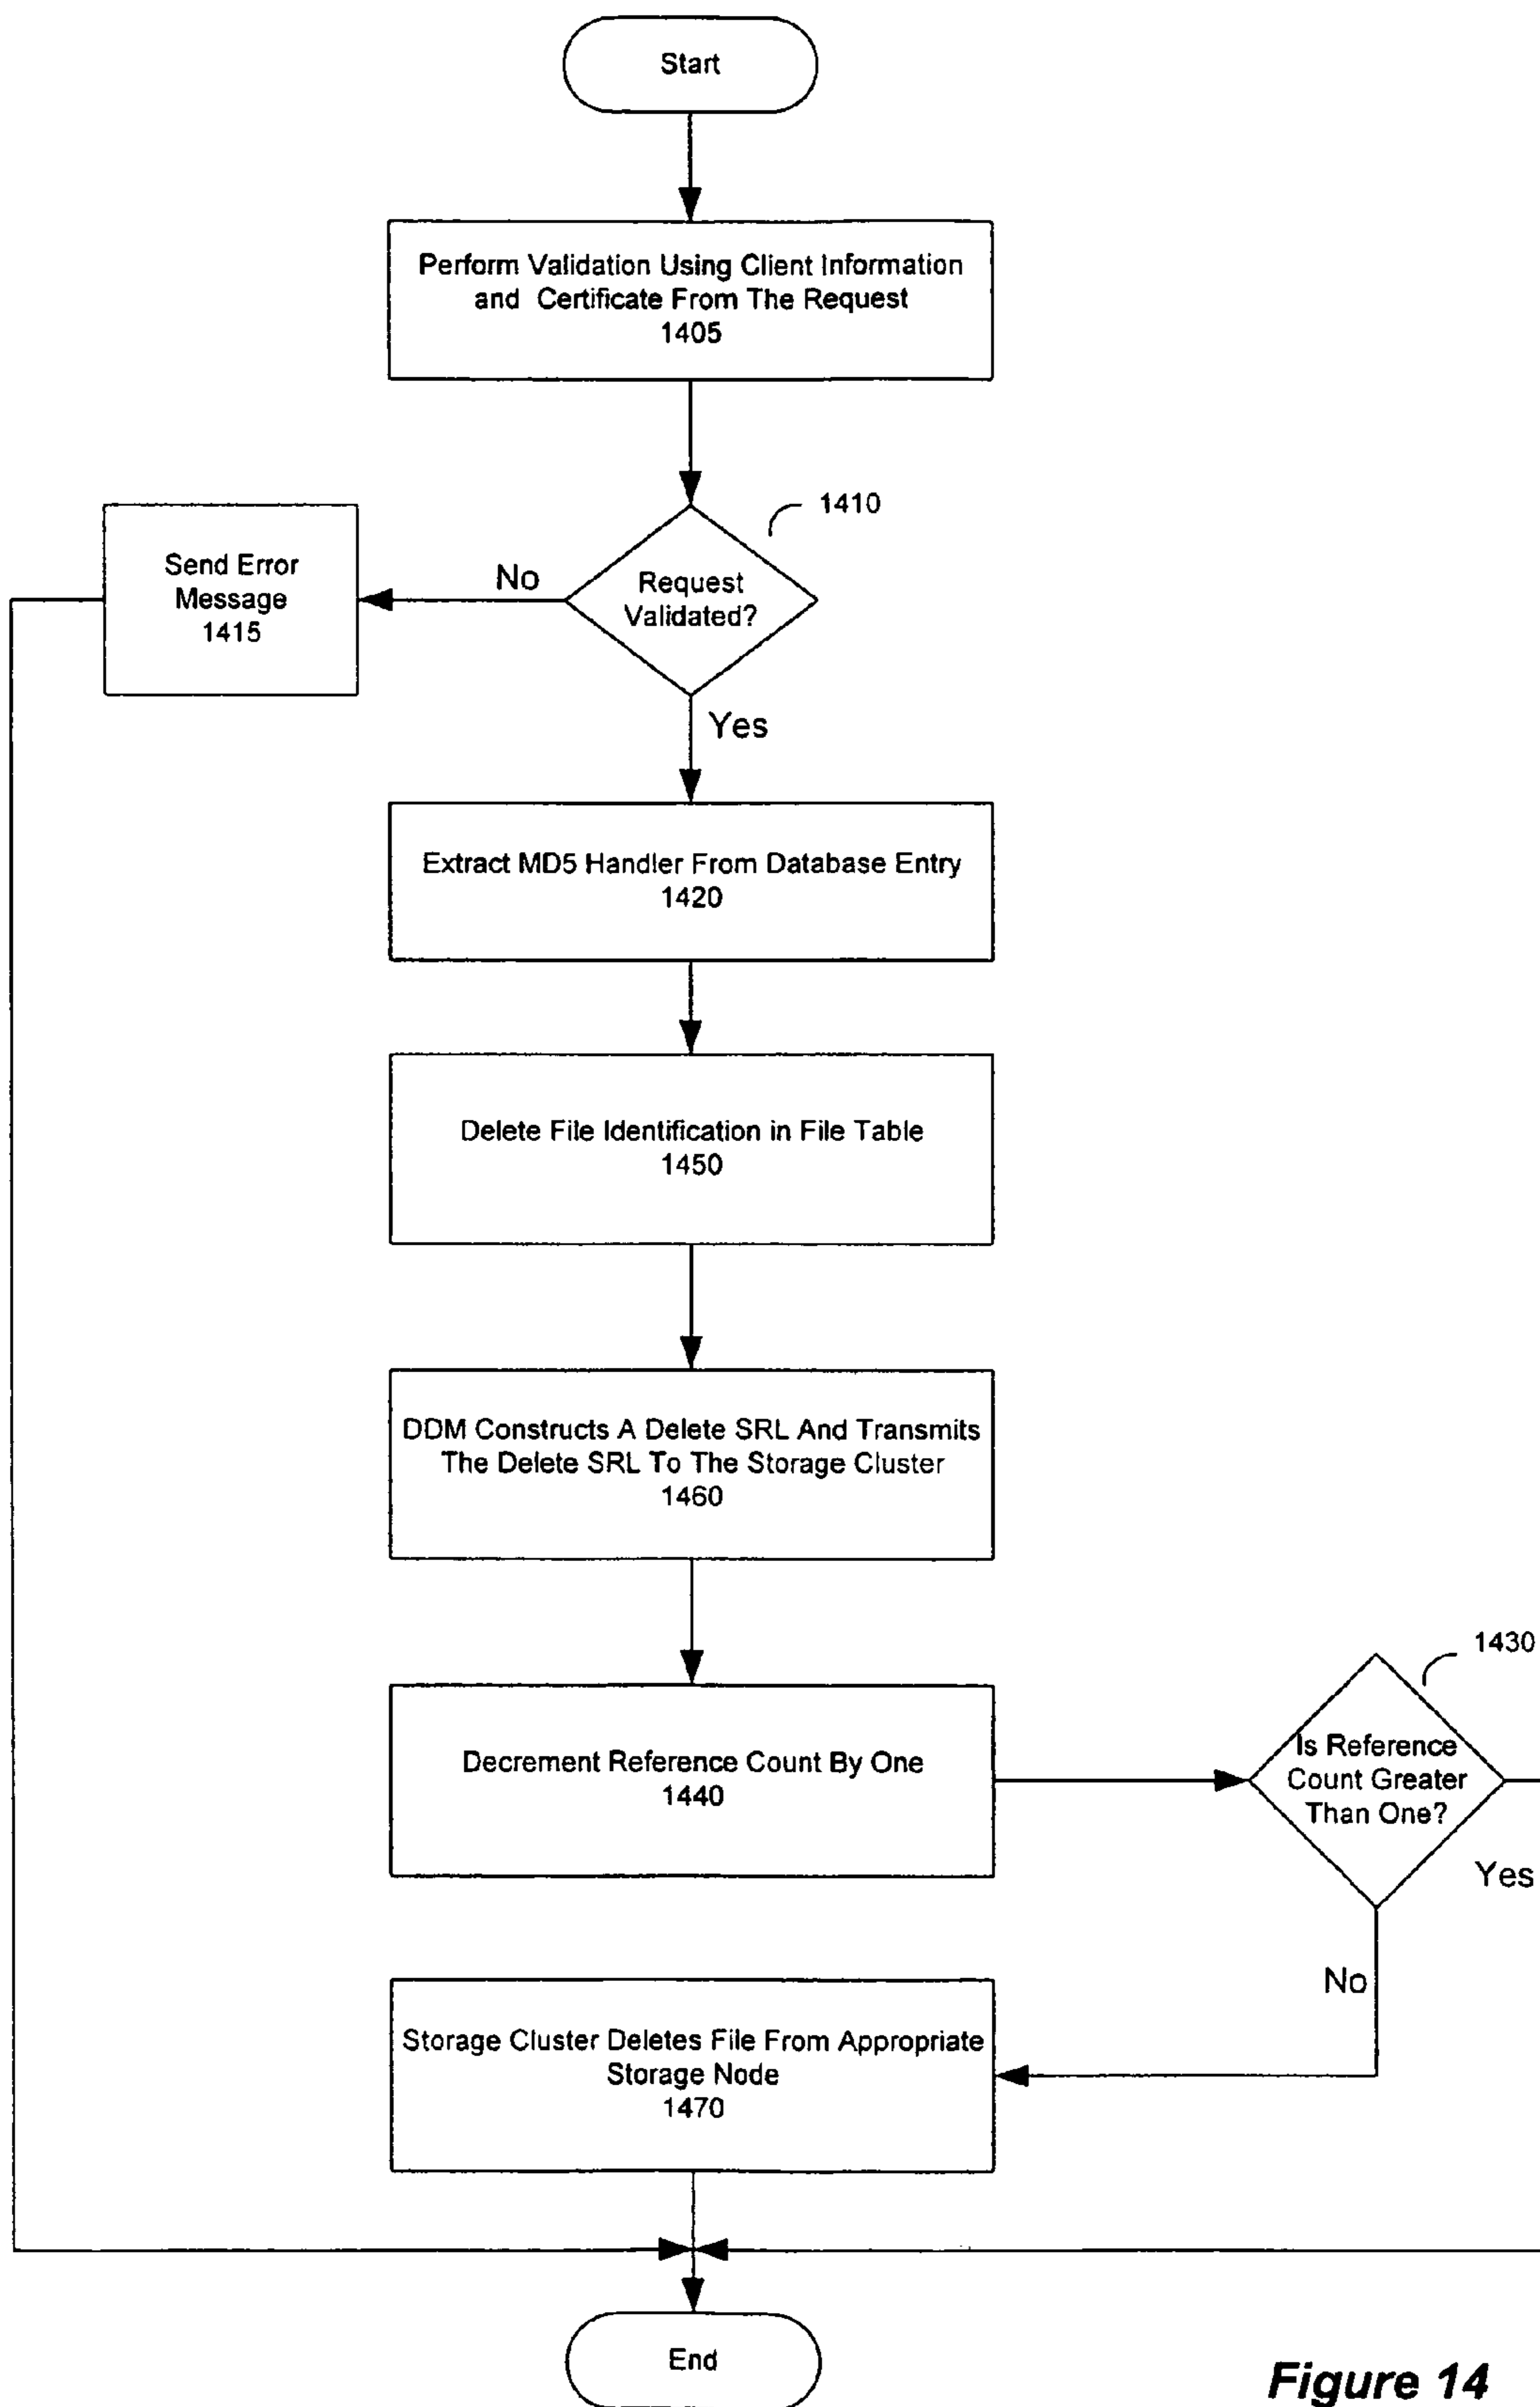 Start
Perform Validation Using Client Information
and Certificate From The Request
1405
1410
Request
Validated?
No
Send Error
Message
1415
Yes
Extract MD5 Handler From Database Entry
1420
Delete File Identification in File Table
1450
DDM Constructs A Delete SRL And Transmits
The Delete SRL To The Storage Cluster
1460
Decrement Reference Count By One
1440
1430
Is Reference
Count Greater
Than One?
Yes
No
Storage Cluster Deletes File From Appropriate
Storage Node
1470
End
Figure 14